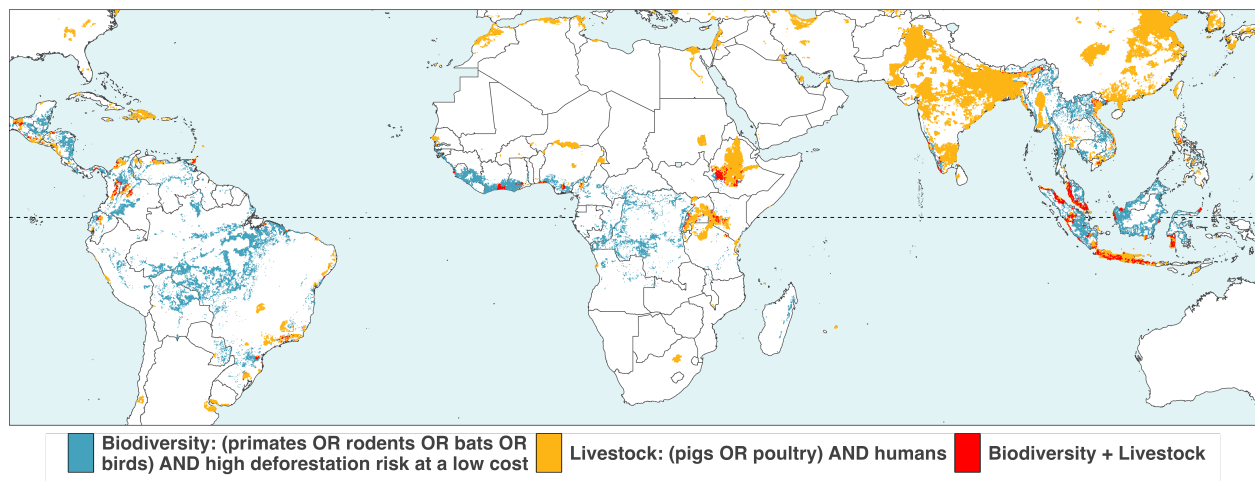 Biodiversity: (primates OR rodents OR bats OR
birds) AND high deforestation risk at a low cost
Livestock: (pigs OR poultry) AND humans
Biodiversity + Livestock